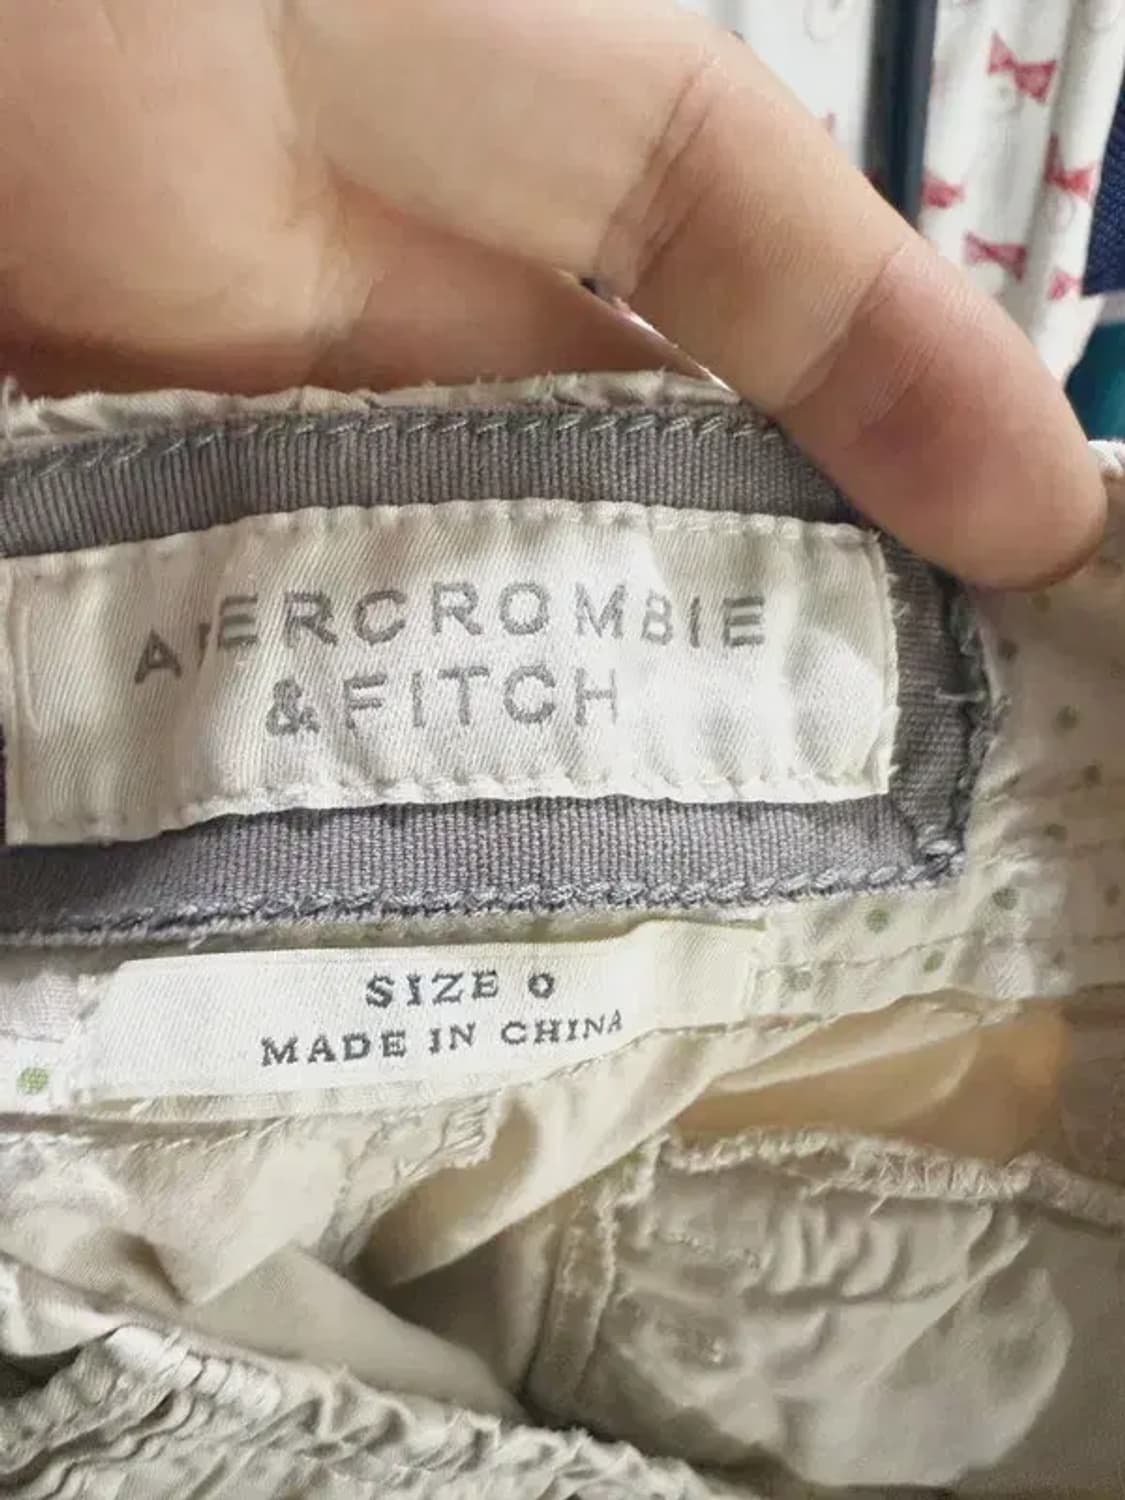 ABERCROMBIE
& FITCH
SIZE 0
MADE IN CHINA